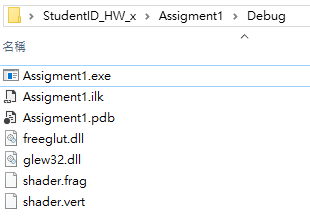 StudentID_HW_x > Assigment1 > Debug
名稱
Assigment1.exe
Assigment1.ilk
Assigment1.pdb
freeglut.dll
glew32.dll
shader.frag
shader.vert